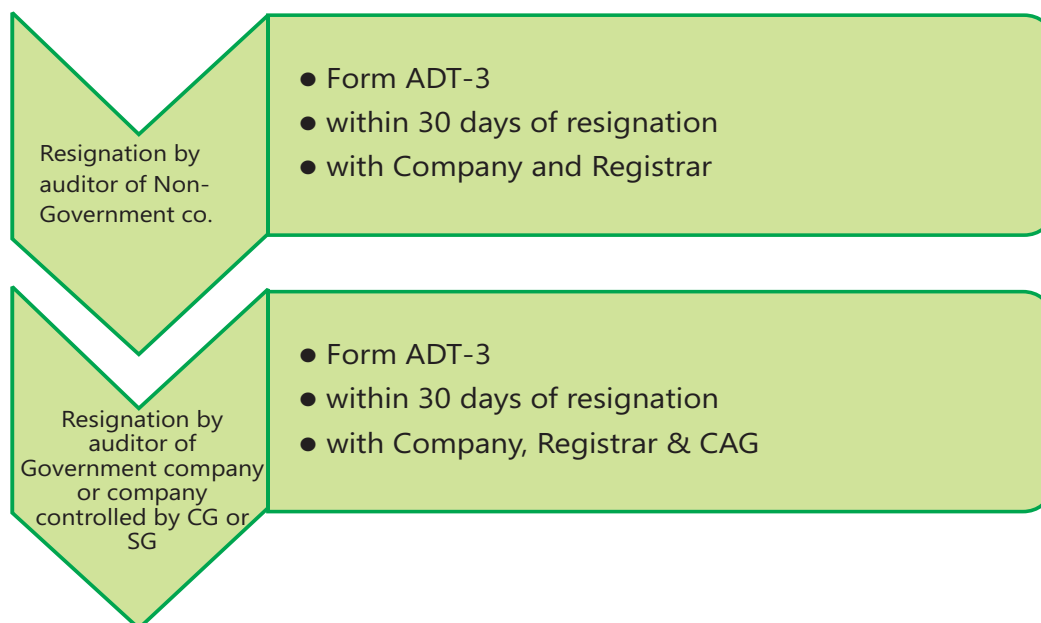 Resignation by
auditor of Non-
Government co.
● Form ADT-3
● within 30 days of resignation
● with Company and Registrar
Resignation by
auditor of
Government company
or company
controlled by CG or
SG
● Form ADT-3
● within 30 days of resignation
● with Company, Registrar & CAG